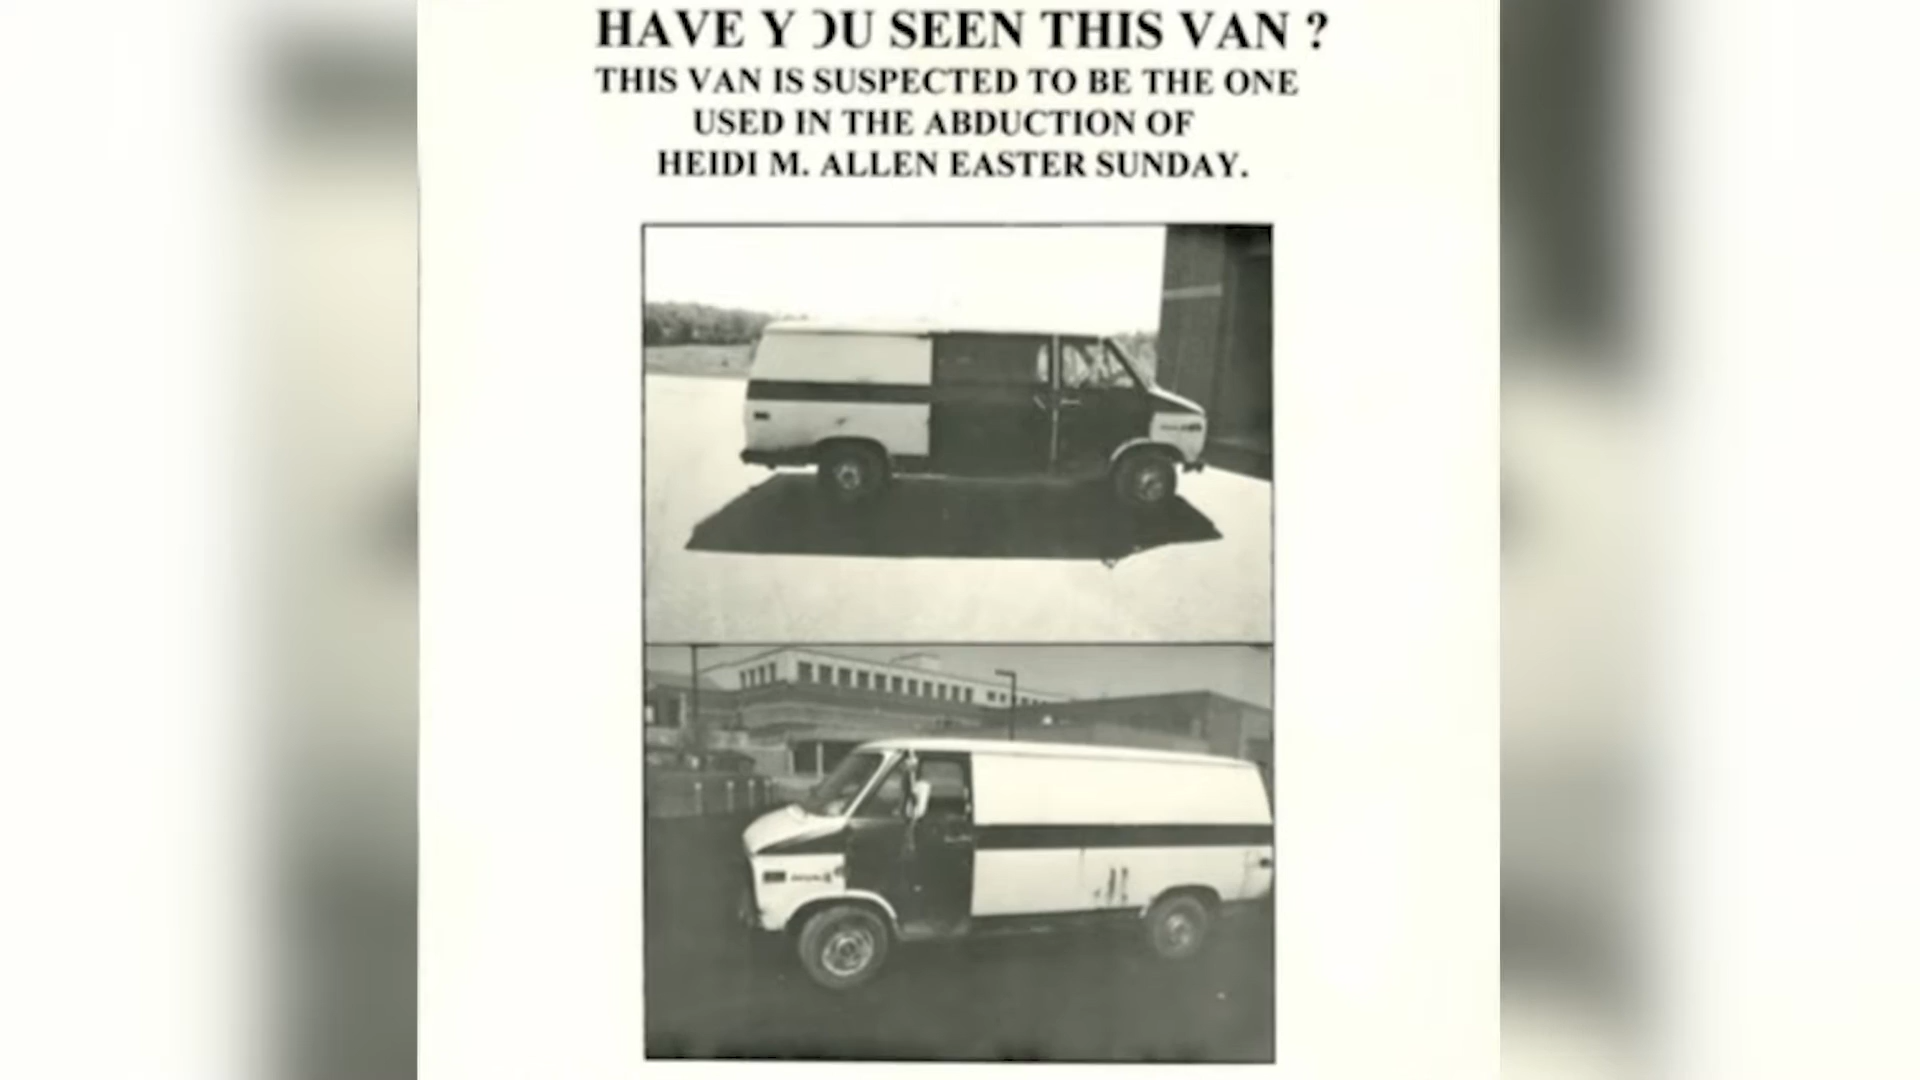 HAVE YOU SEEN THIS VAN ?
THIS VAN IS SUSPECTED TO BE THE ONE
USED IN THE ABDUCTION OF
HEIDI M. ALLEN EASTER SUNDAY.